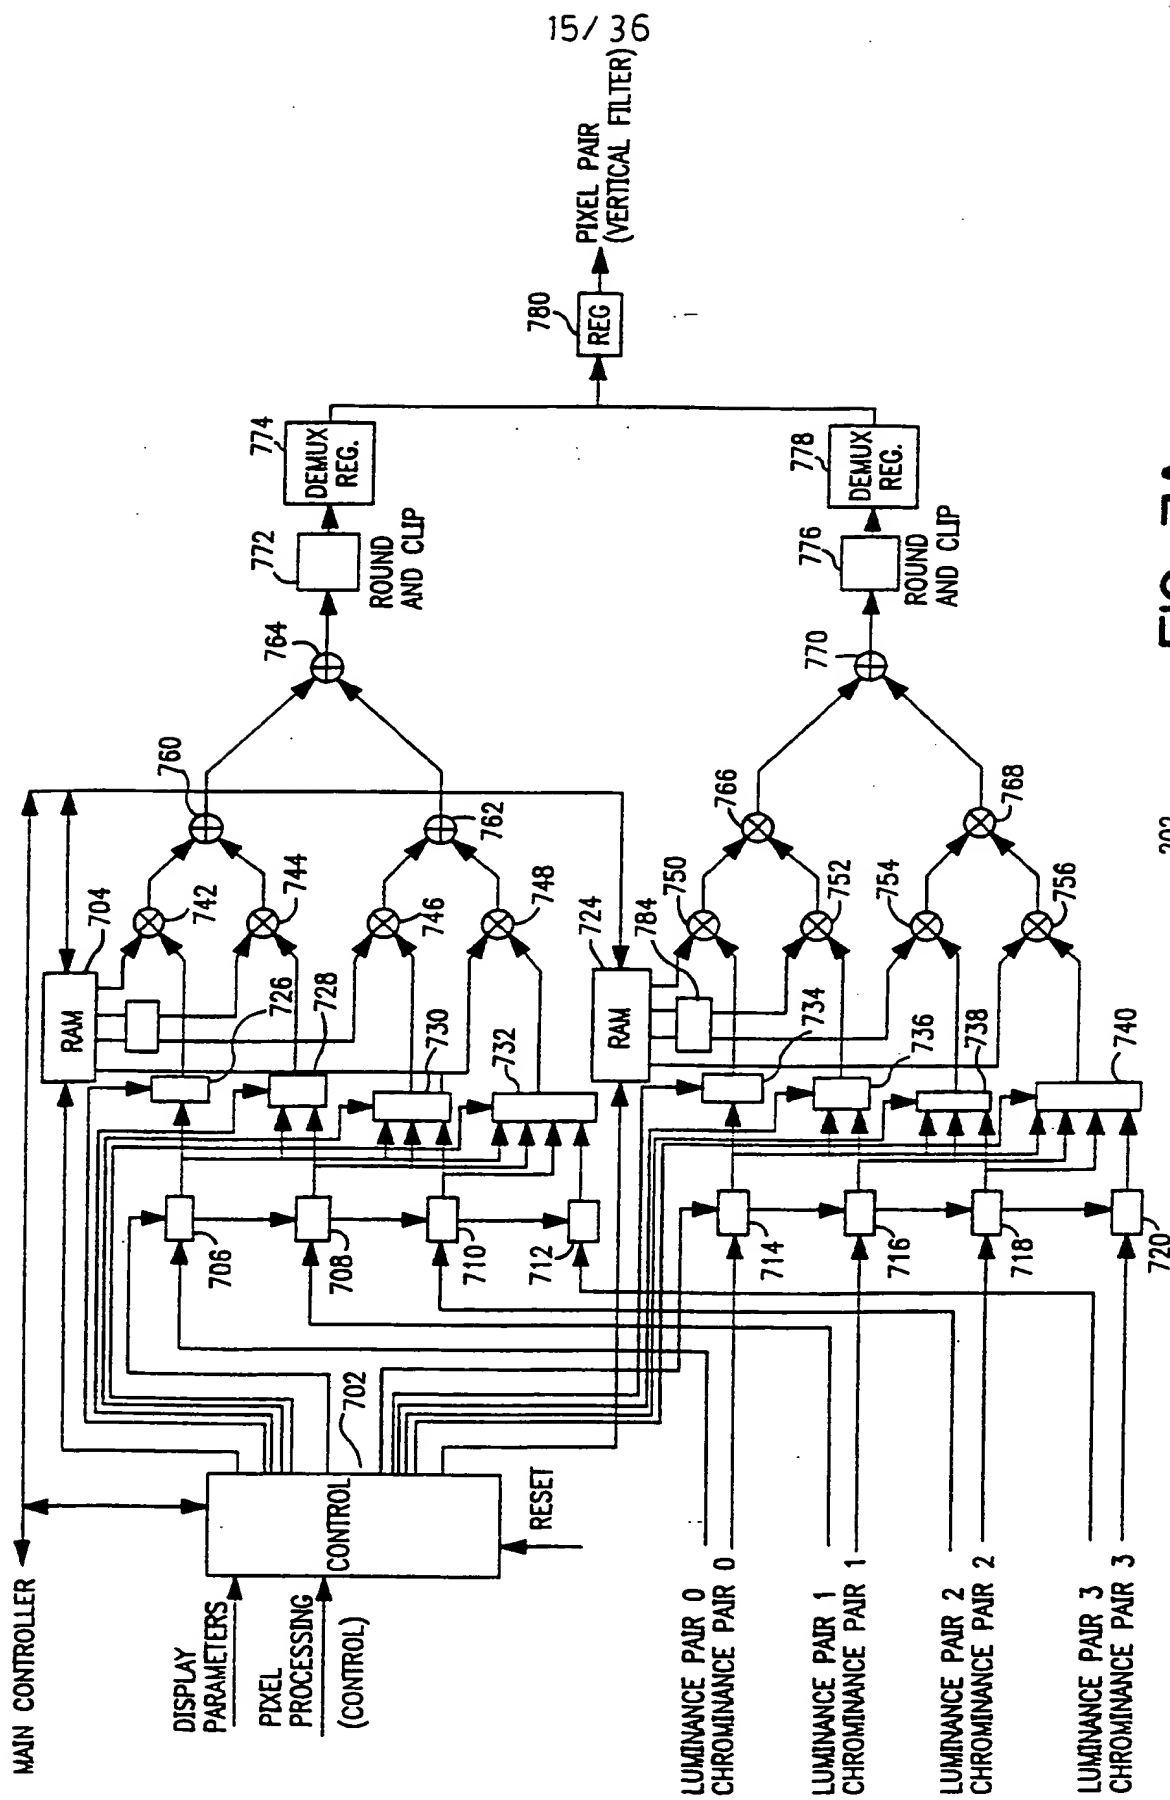 15/36
MAIN CONTROLLER
DISPLAY
PARAMETERS
PIXEL
PROCESSING
(CONTROL)
CONTROL
702
RESET
LUMINANCE PAIR 0
CHROMINANCE PAIR 0
LUMINANCE PAIR 1
CHROMINANCE PAIR 1
LUMINANCE PAIR 2
CHROMINANCE PAIR 2
LUMINANCE PAIR 3
CHROMINANCE PAIR 3
706
708
710
712
714
716
718
720
RAM
704
726
728
730
732
RAM
724
784
734
736
738
740
742
744
746
748
750
752
754
756
760
762
766
768
764
770
772
ROUND
AND CLIP
776
ROUND
AND CLIP
774
DEMUX
REG.
778
DEMUX
REG.
780
REG
PIXEL PAIR
(VERTICAL FILTER)